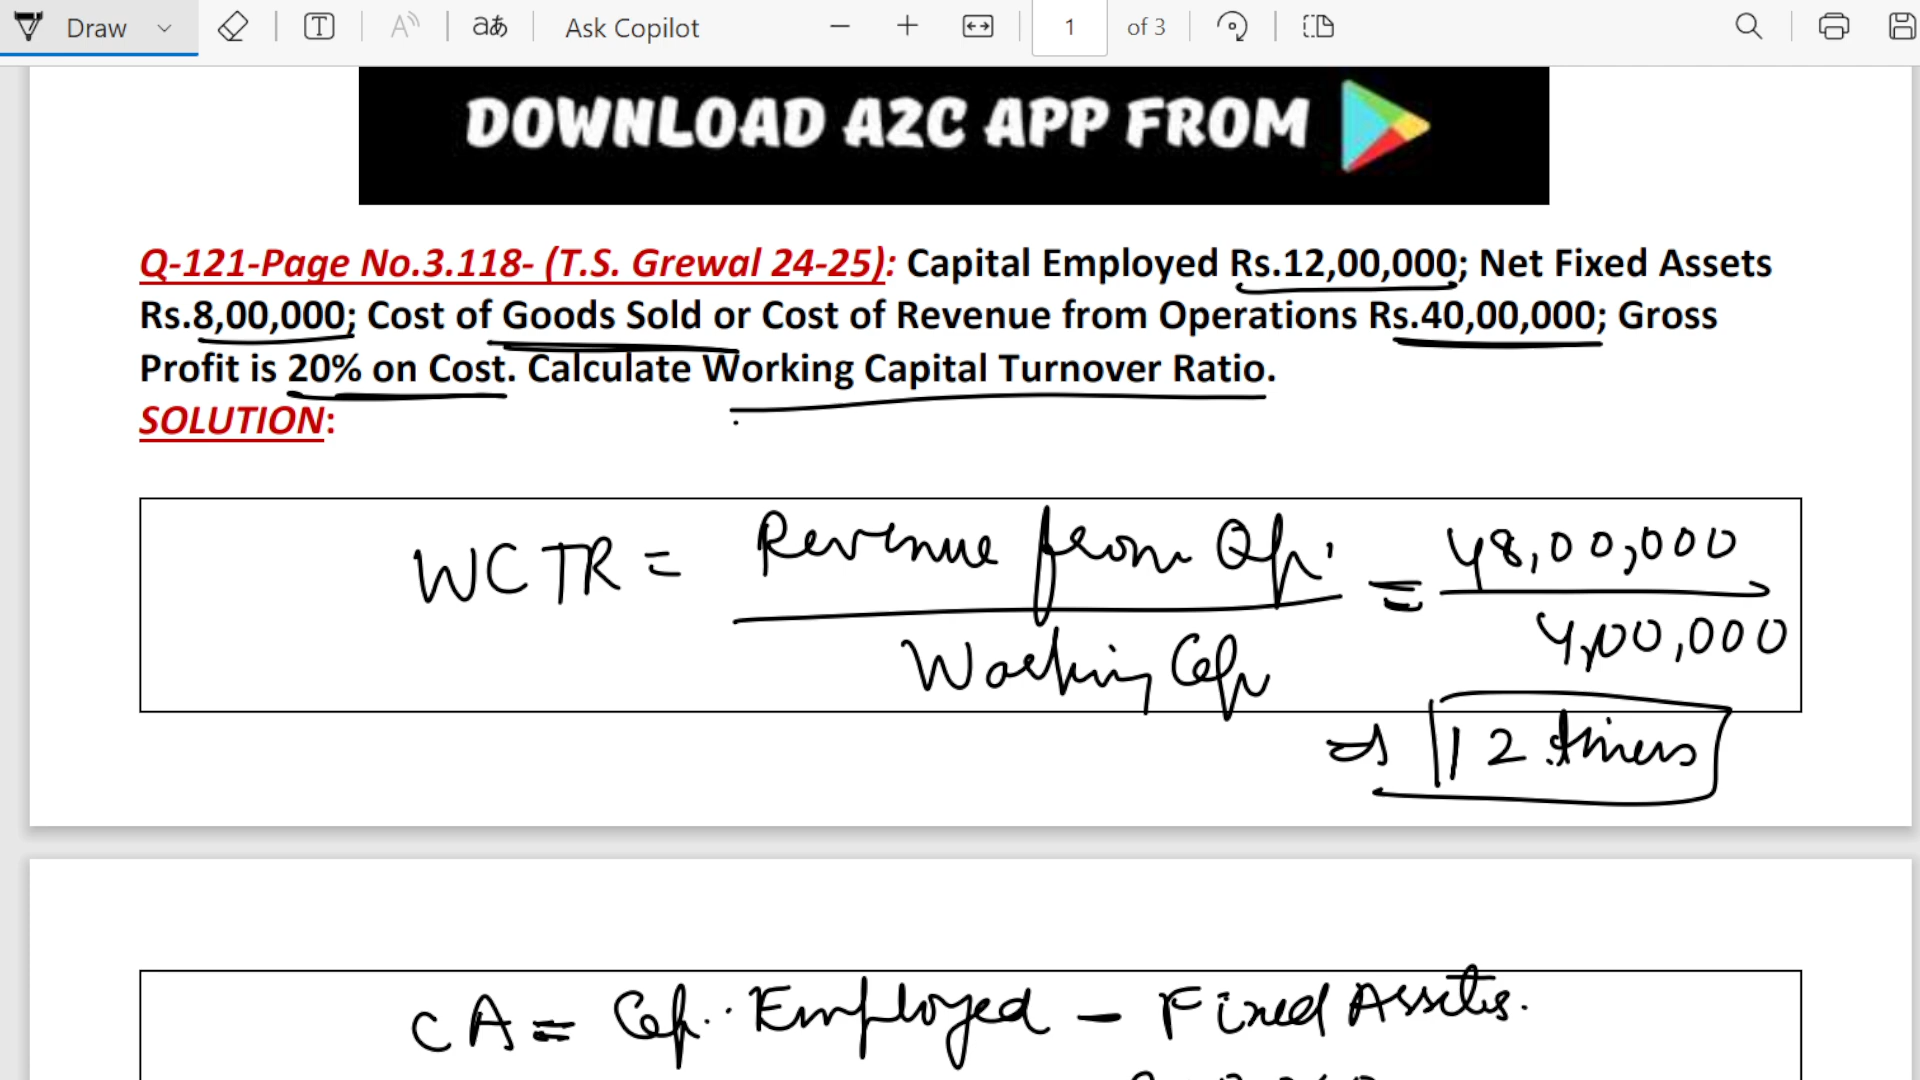 Draw aあ Ask Copilot 1 of 3
DOWNLOAD A2C APP FROM
Q-121-Page No.3.118- (T.S. Grewal 24-25): Capital Employed Rs.12,00,000; Net Fixed Assets
Rs.8,00,000; Cost of Goods Sold or Cost of Revenue from Operations Rs.40,00,000; Gross
Profit is 20% on Cost. Calculate Working Capital Turnover Ratio.
SOLUTION:
WCTR = Revenue from Op. = 48,00,000
Working Cap 4,00,000
⇒ 12 times
CA = Cap. Employed - Fixed Assets.